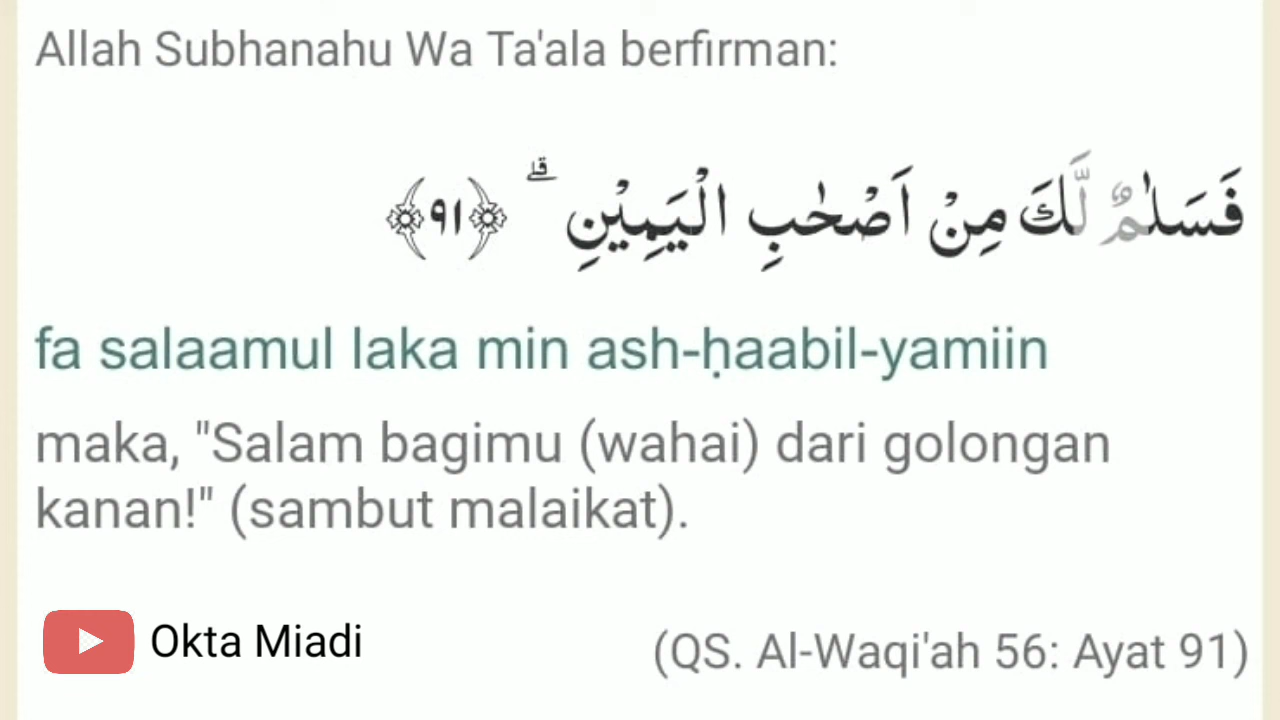 Allah Subhanahu Wa Ta'ala berfirman:
فَسَلٰمٌ لَّكَ مِنْ اَصْحٰبِ الْيَمِيْنِ ۗ ﴿٩١﴾
fa salaamul laka min ash-ḥaabil-yamiin
maka, "Salam bagimu (wahai) dari golongan
kanan!" (sambut malaikat).
Okta Miadi
(QS. Al-Waqi'ah 56: Ayat 91)